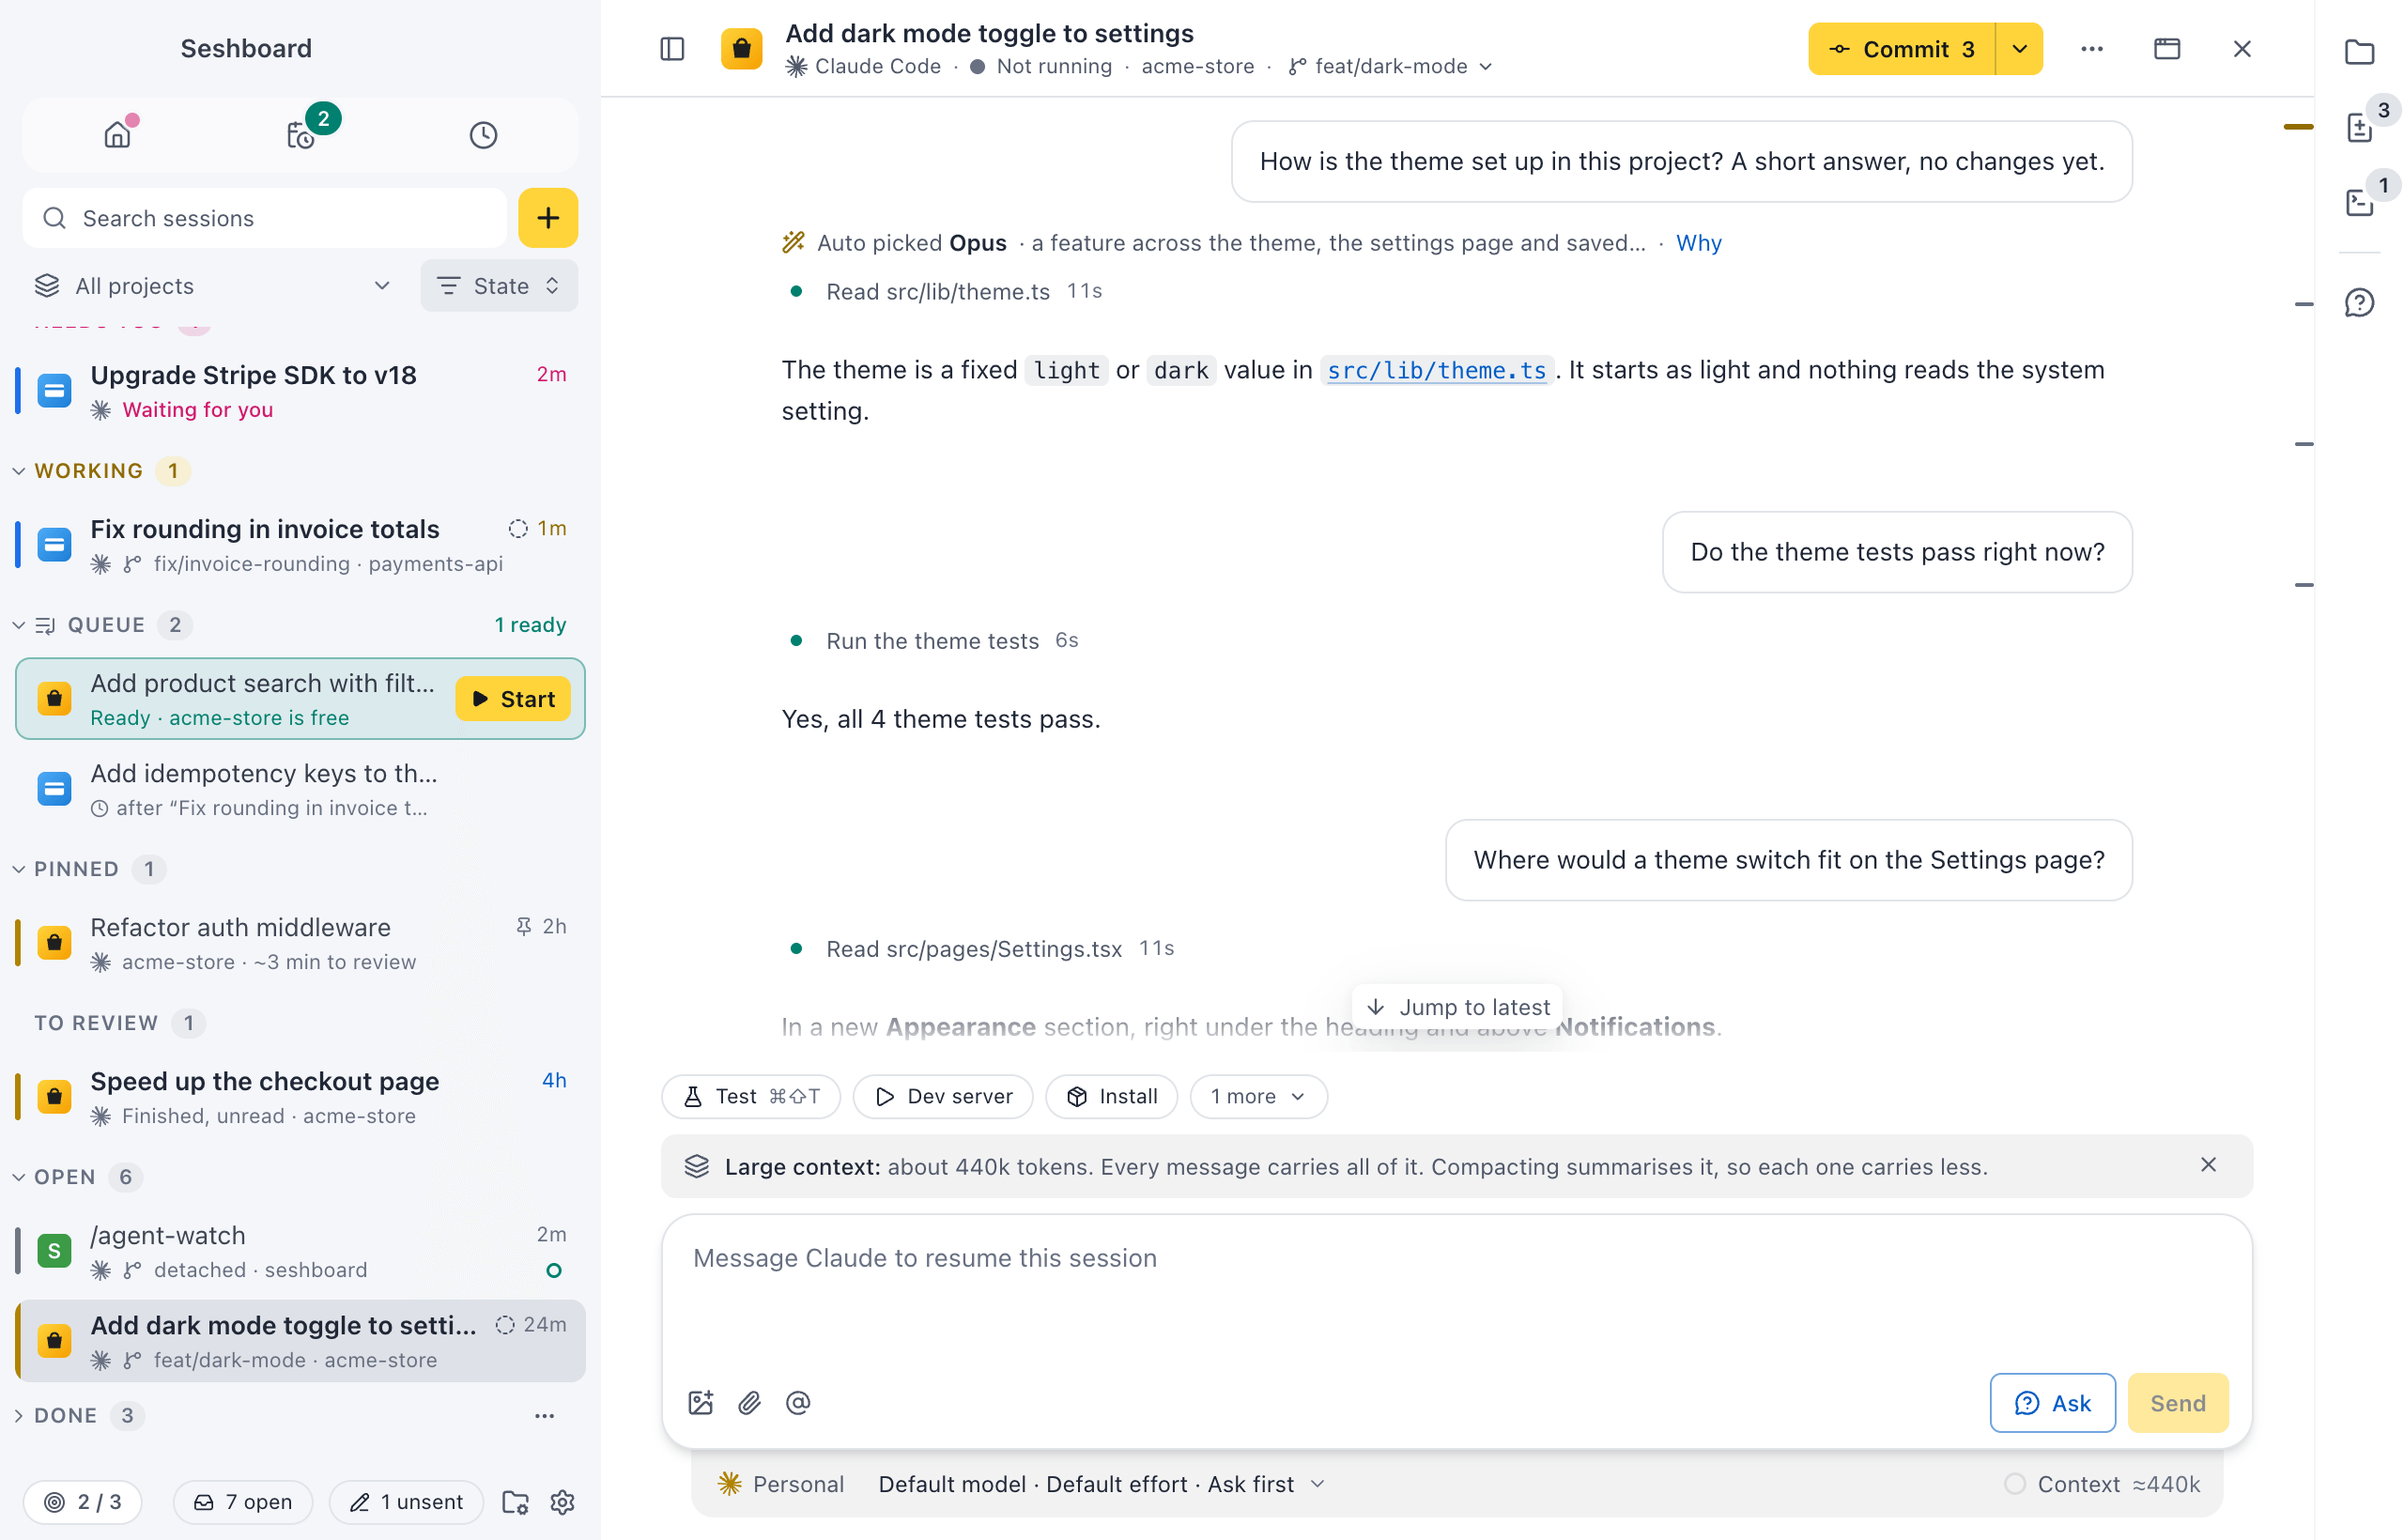 Seshboard
2
Search sessions
All projects
State
Upgrade Stripe SDK to v18
2m
Waiting for you
WORKING 1
Fix rounding in invoice totals
1m
fix/invoice-rounding · payments-api
QUEUE 2
1 ready
Add product search with filt...
Start
Ready · acme-store is free
Add idempotency keys to th...
after “Fix rounding in invoice t...
PINNED 1
Refactor auth middleware
2h
acme-store · ~3 min to review
TO REVIEW 1
Speed up the checkout page
4h
Finished, unread · acme-store
OPEN 6
S
/agent-watch
2m
detached · seshboard
Add dark mode toggle to setti...
24m
feat/dark-mode · acme-store
DONE 3
2 / 3
7 open
1 unsent
Add dark mode toggle to settings
Claude Code · Not running · acme-store · feat/dark-mode
Commit 3
How is the theme set up in this project? A short answer, no changes yet.
Auto picked Opus · a feature across the theme, the settings page and saved... · Why
Read src/lib/theme.ts 11s
The theme is a fixed light or dark value in src/lib/theme.ts. It starts as light and nothing reads the system
setting.
Do the theme tests pass right now?
Run the theme tests 6s
Yes, all 4 theme tests pass.
Where would a theme switch fit on the Settings page?
Read src/pages/Settings.tsx 11s
Jump to latest
In a new Appearance section, right under the heading and above Notifications.
Test ⌘⇧T
Dev server
Install
1 more
Large context: about 440k tokens. Every message carries all of it. Compacting summarises it, so each one carries less.
Message Claude to resume this session
Ask
Send
Personal
Default model · Default effort · Ask first
Context ≈440k
3
1